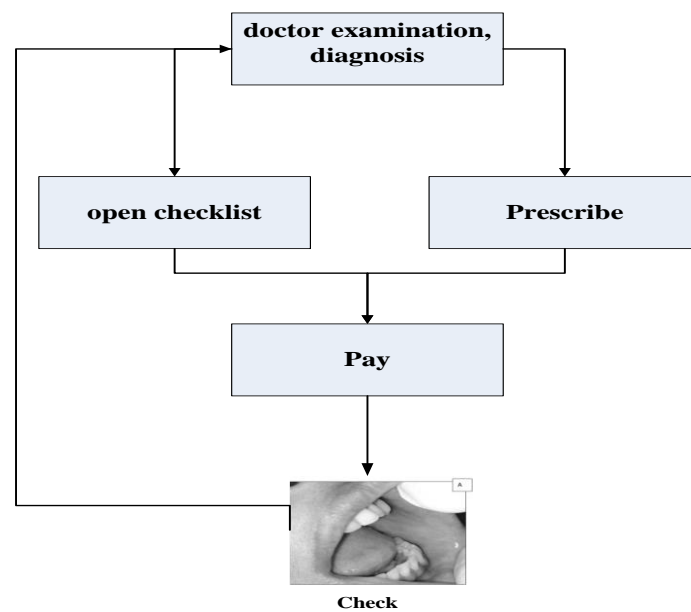 doctor examination,
diagnosis
open checklist
Prescribe
Pay
A
Check